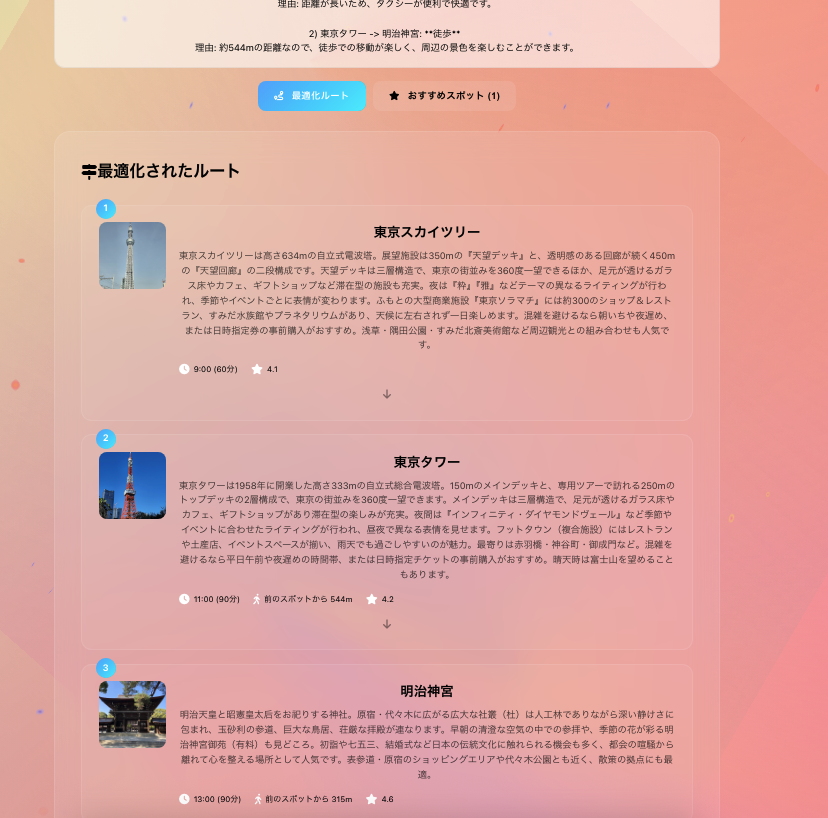 理由: 距離が長いため、タクシーが便利で快適です。
2) 東京タワー -> 明治神宮: **徒歩**
理由: 約544mの距離なので、徒歩での移動が楽しく、周辺の景色を楽しむことができます。
最適化ルート
おすすめスポット (1)
最適化されたルート
1
東京スカイツリー
東京スカイツリーは高さ634mの自立式電波塔。展望施設は350mの『天望デッキ』と、透明感のある回廊が続く450m
の『天望回廊』の二段構成です。天望デッキは三層構造で、東京の街並みを360度一望できるほか、足元が透けるガラ
ス床やカフェ、ギフトショップなど滞在型の施設も充実。夜は『粋』『雅』などテーマの異なるライティングが行わ
れ、季節やイベントごとに表情が変わります。ふもとの大型商業施設『東京ソラマチ』には約300のショップ＆レスト
ラン、すみだ水族館やプラネタリウムがあり、天候に左右されず一日楽しめます。混雑を避けるなら朝いちや夜遅め、
または日時指定券の事前購入がおすすめ。浅草・隅田公園・すみだ北斎美術館など周辺観光との組み合わせも人気で
す。
9:00 (60分) 4.1
2
東京タワー
東京タワーは1958年に開業した高さ333mの自立式総合電波塔。150mのメインデッキと、専用ツアーで訪れる250mの
トップデッキの2層構成で、東京の街並みを360度一望できます。メインデッキは三層構造で、足元が透けるガラス床や
カフェ、ギフトショップがあり滞在型の楽しみが充実。夜間は『インフィニティ・ダイヤモンドヴェール』など季節や
イベントに合わせたライティングが行われ、昼夜で異なる表情を見せます。フットタウン（複合施設）にはレストラン
や土産店、イベントスペースが揃い、雨天でも過ごしやすいのが魅力。最寄は赤羽橋・神谷町・御成門など。混雑を
避けるなら平日午前や夜遅めの時間帯、または日時指定チケットの事前購入がおすすめ。晴天時は富士山を望めること
もあります。
11:00 (90分) 前のスポットから 544m 4.2
3
明治神宮
明治天皇と昭憲皇太后をお祀りする神社。原宿・代々木に広がる広大な社叢（杜）は人工林でありながら深い静けさに
包まれ、玉砂利の参道、巨大な鳥居、荘厳な拝殿が連なります。早朝の清澄な空気の中での参拝や、季節の花が彩る明
治神宮御苑（有料）も見どころ。初詣や七五三、結婚式など日本の伝統文化に触れられる機会も多く、都会の喧騒から
離れて心を整える場所として人気です。表参道・原宿のショッピングエリアや代々木公園とも近く、散策の拠点にも最
適。
13:00 (90分) 前のスポットから 315m 4.6